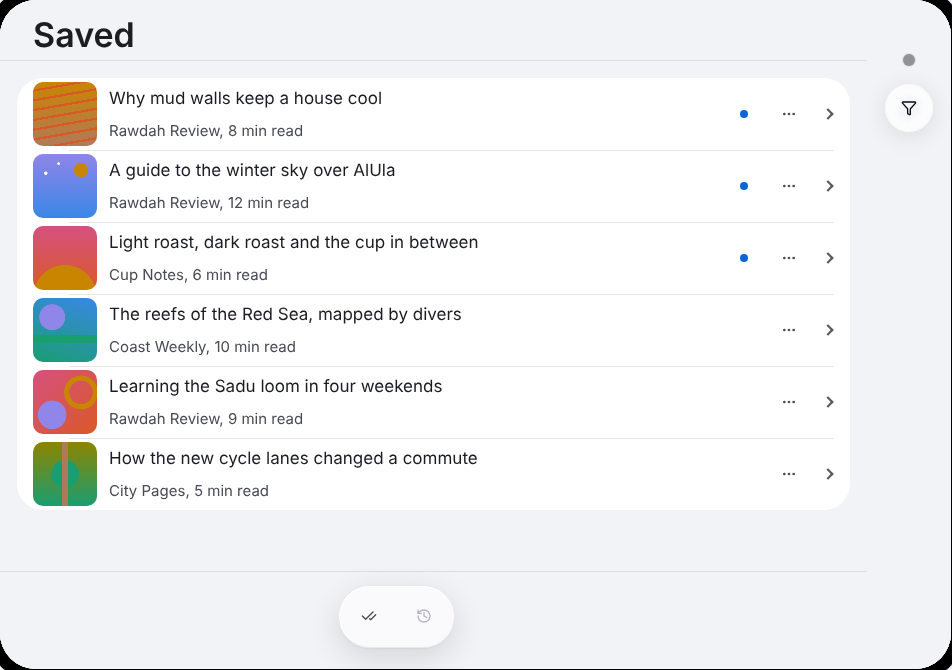 Saved
Why mud walls keep a house cool
Rawdah Review, 8 min read
A guide to the winter sky over AlUla
Rawdah Review, 12 min read
Light roast, dark roast and the cup in between
Cup Notes, 6 min read
The reefs of the Red Sea, mapped by divers
Coast Weekly, 10 min read
Learning the Sadu loom in four weekends
Rawdah Review, 9 min read
How the new cycle lanes changed a commute
City Pages, 5 min read